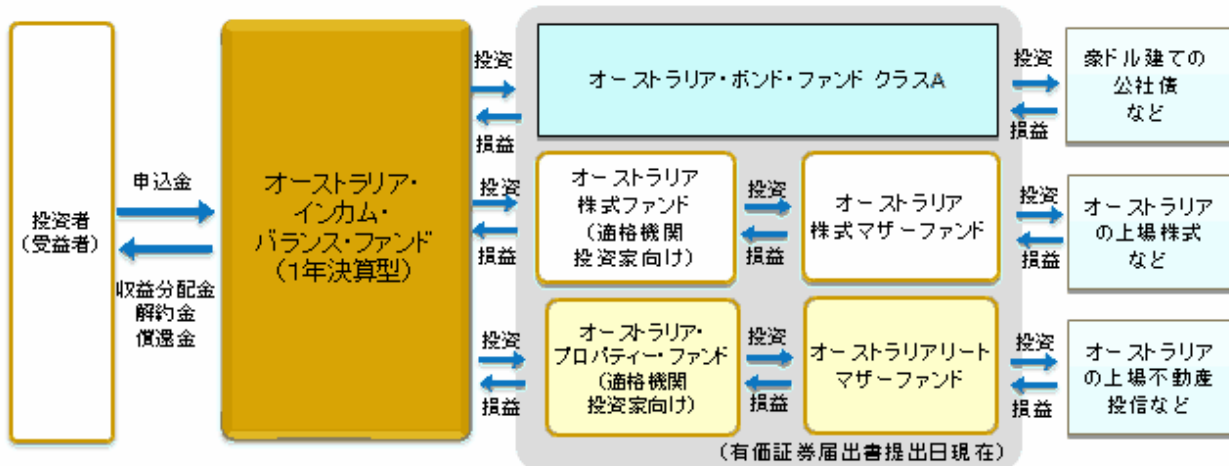 投資者
(受益者)
申込金
収益分配金
解約金
償還金
オーストラリア・
インカム・
バランス・ファンド
(1年決算型)
投資
損益
オーストラリア・ボンド・ファンド クラスA
投資
損益
豪ドル建ての
公社債
など
投資
損益
オーストラリア
株式ファンド
(適格機関
投資家向け)
投資
損益
オーストラリア
株式マザーファンド
投資
損益
オーストラリア
の上場株式
など
投資
損益
オーストラリア・
プロパティー・ファンド
(適格機関
投資家向け)
投資
損益
オーストラリアリート
マザーファンド
投資
損益
オーストラリア
の上場不動産
投信など
(有価証券届出書提出日現在)